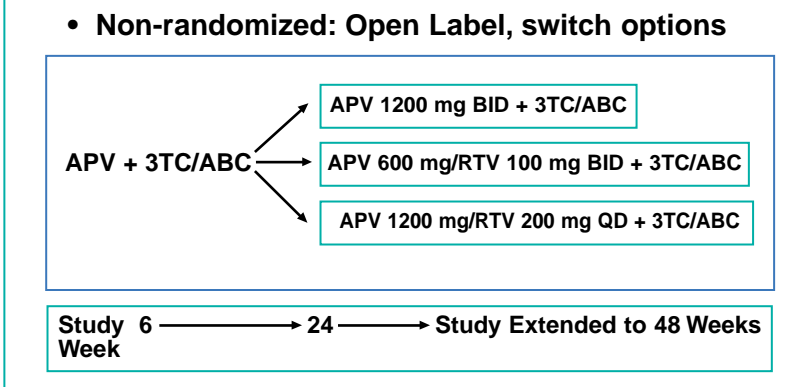 • Non-randomized: Open Label, switch options
APV 1200 mg BID + 3TC/ABC
APV + 3TC/ABC
APV 600 mg/RTV 100 mg BID + 3TC/ABC
APV 1200 mg/RTV 200 mg QD + 3TC/ABC
Study 6 24 Study Extended to 48 Weeks
Week